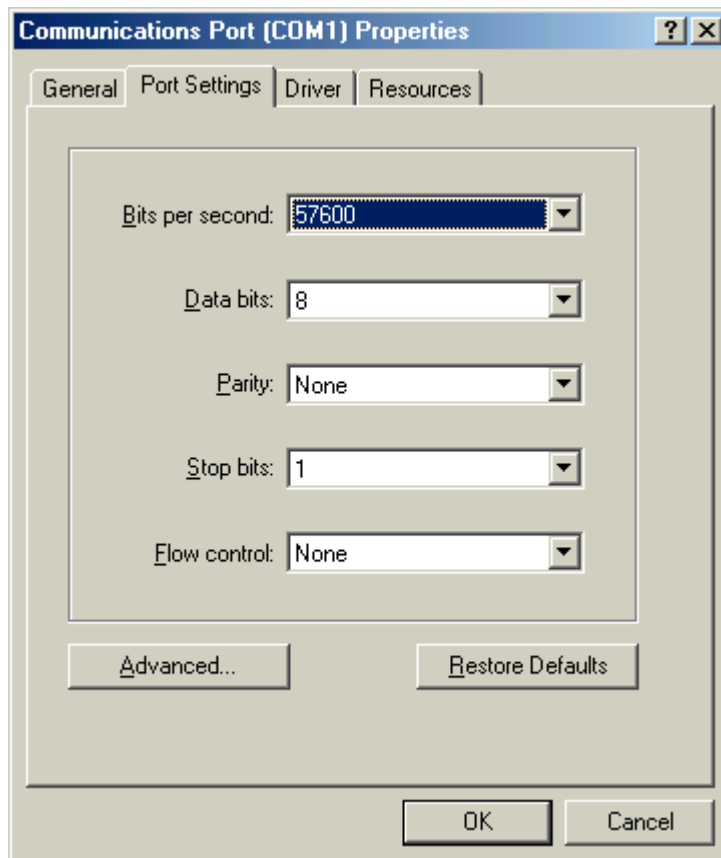 Communications Port (COM1) Properties ? X
General Port Settings Driver Resources
Bits per second: 57600
Data bits: 8
Parity: None
Stop bits: 1
Flow control: None
Advanced... Restore Defaults
OK Cancel